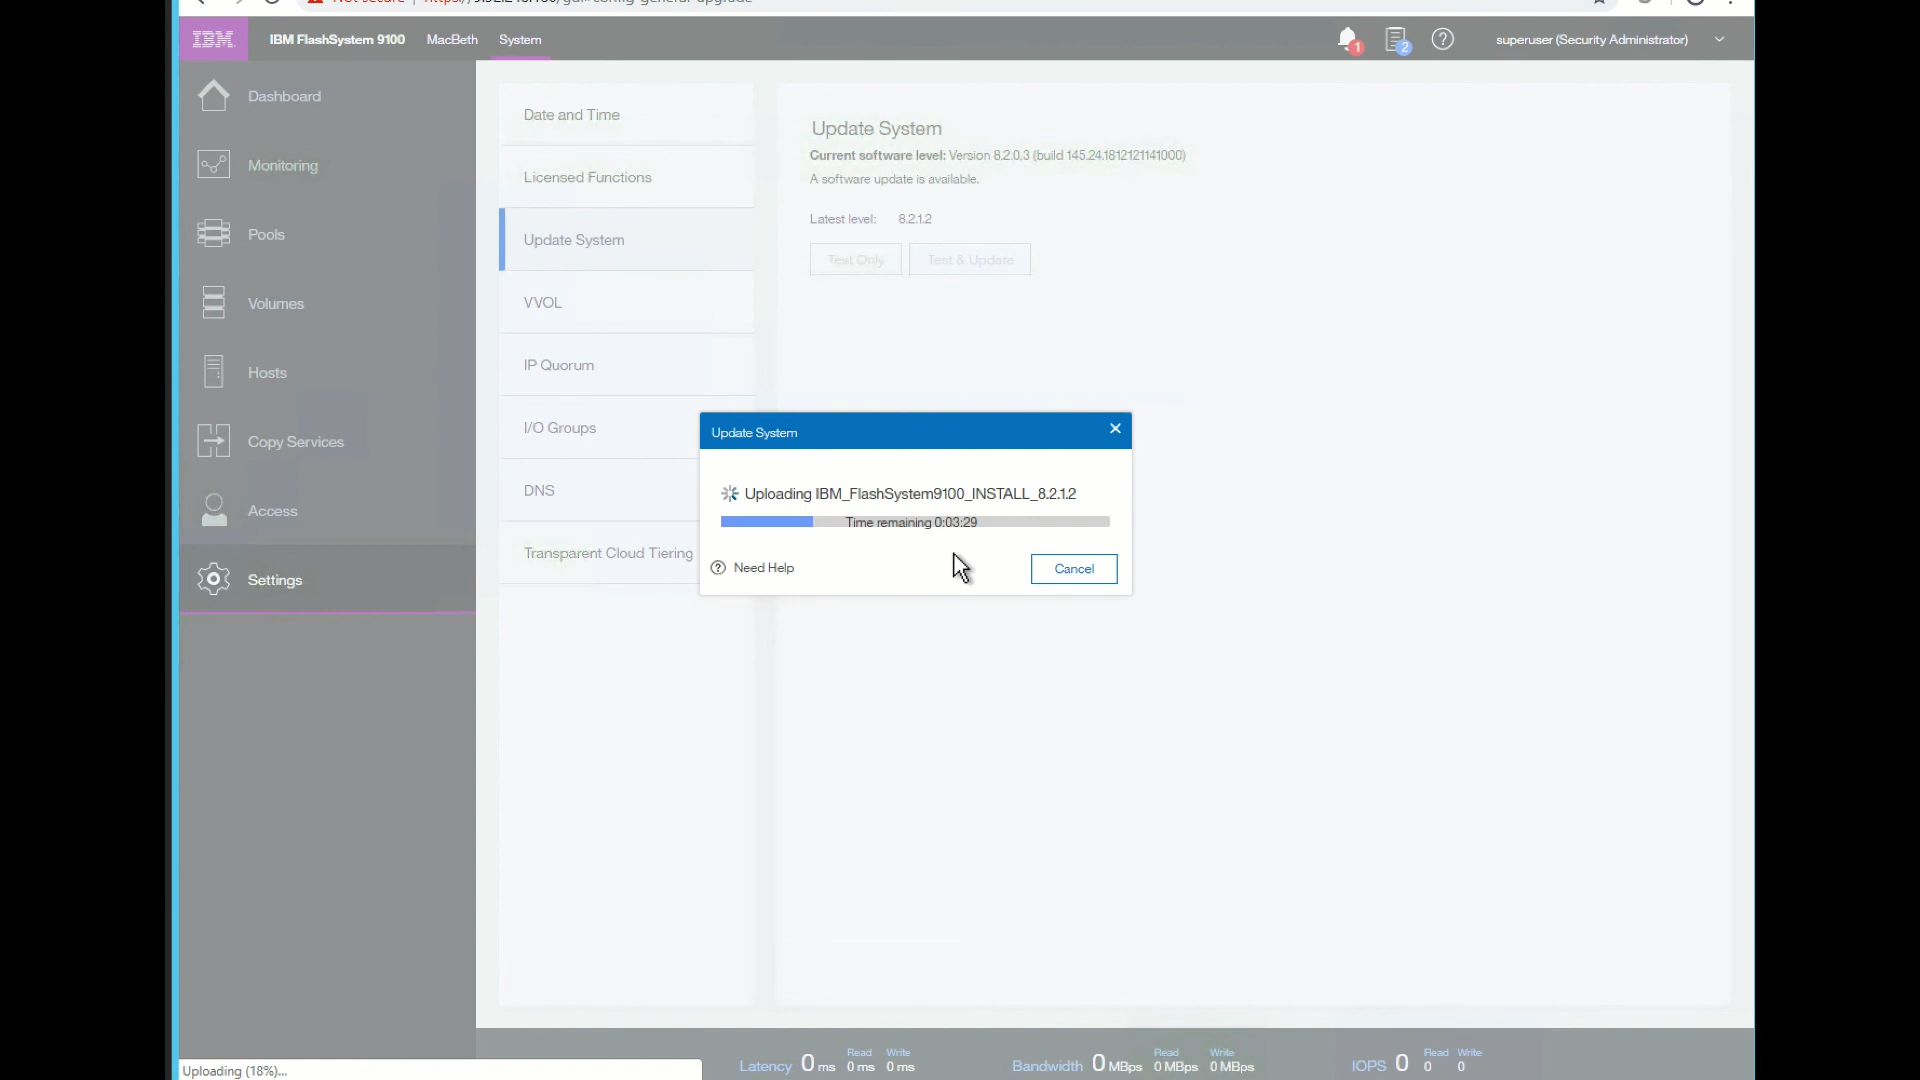 Not secure
IBM IBM FlashSystem 9100 MacBeth System 1 2 superuser (Security Administrator)
Dashboard
Monitoring
Pools
Volumes
Hosts
Copy Services
Access
Settings
Date and Time
Licensed Functions
Update System
VVOL
IP Quorum
I/O Groups
DNS
Transparent Cloud Tiering
Update System
Current software level: Version 8.2.0.3 (build 145.24.1812121141000)
A software update is available.
Latest level: 8.2.1.2
Test Only Test & Update
Update System
Uploading IBM_FlashSystem9100_INSTALL_8.2.1.2
Time remaining 0:03:29
Need Help Cancel
Latency 0 ms Read 0 ms Write 0 ms
Bandwidth 0 MBps Read 0 MBps Write 0 MBps
IOPS 0 Read 0 Write 0
Uploading (18%)...